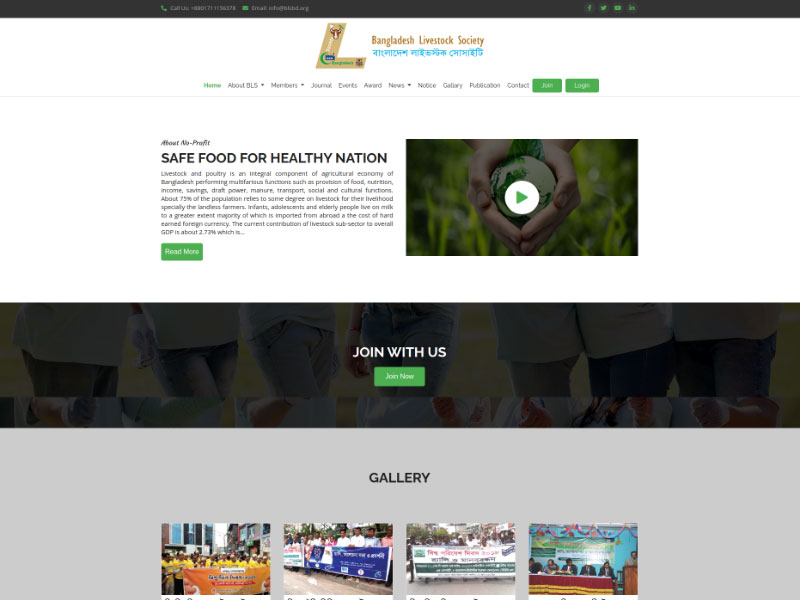 Call Us: +8801711156378 Email: info@blsbd.org
Bangladesh Livestock Society
বাংলাদেশ লাইভস্টক সোসাইটি
Home About BLS Members Journal Events Award News Notice Gallary Publication Contact Join Login
About No-Profit
SAFE FOOD FOR HEALTHY NATION
Livestock and poultry is an integral component of agricultural economy of
Bangladesh performing multifarious functions such as provision of food, nutrition,
income, savings, draft power, manure, transport, social and cultural functions.
About 75% of the population relies to some degree on livestock for their livelihood
specially the landless farmers. Infants, adolescents and elderly people live on milk
to a greater extent majority of which is imported from abroad a the cost of hard
earned foreign currency. The current contribution of livestock sub-sector to overall
GDP is about 2.73% which is...
Read More
JOIN WITH US
Join Now
GALLERY
বিশ্ব পরিবেশ দিবস ২০১৮